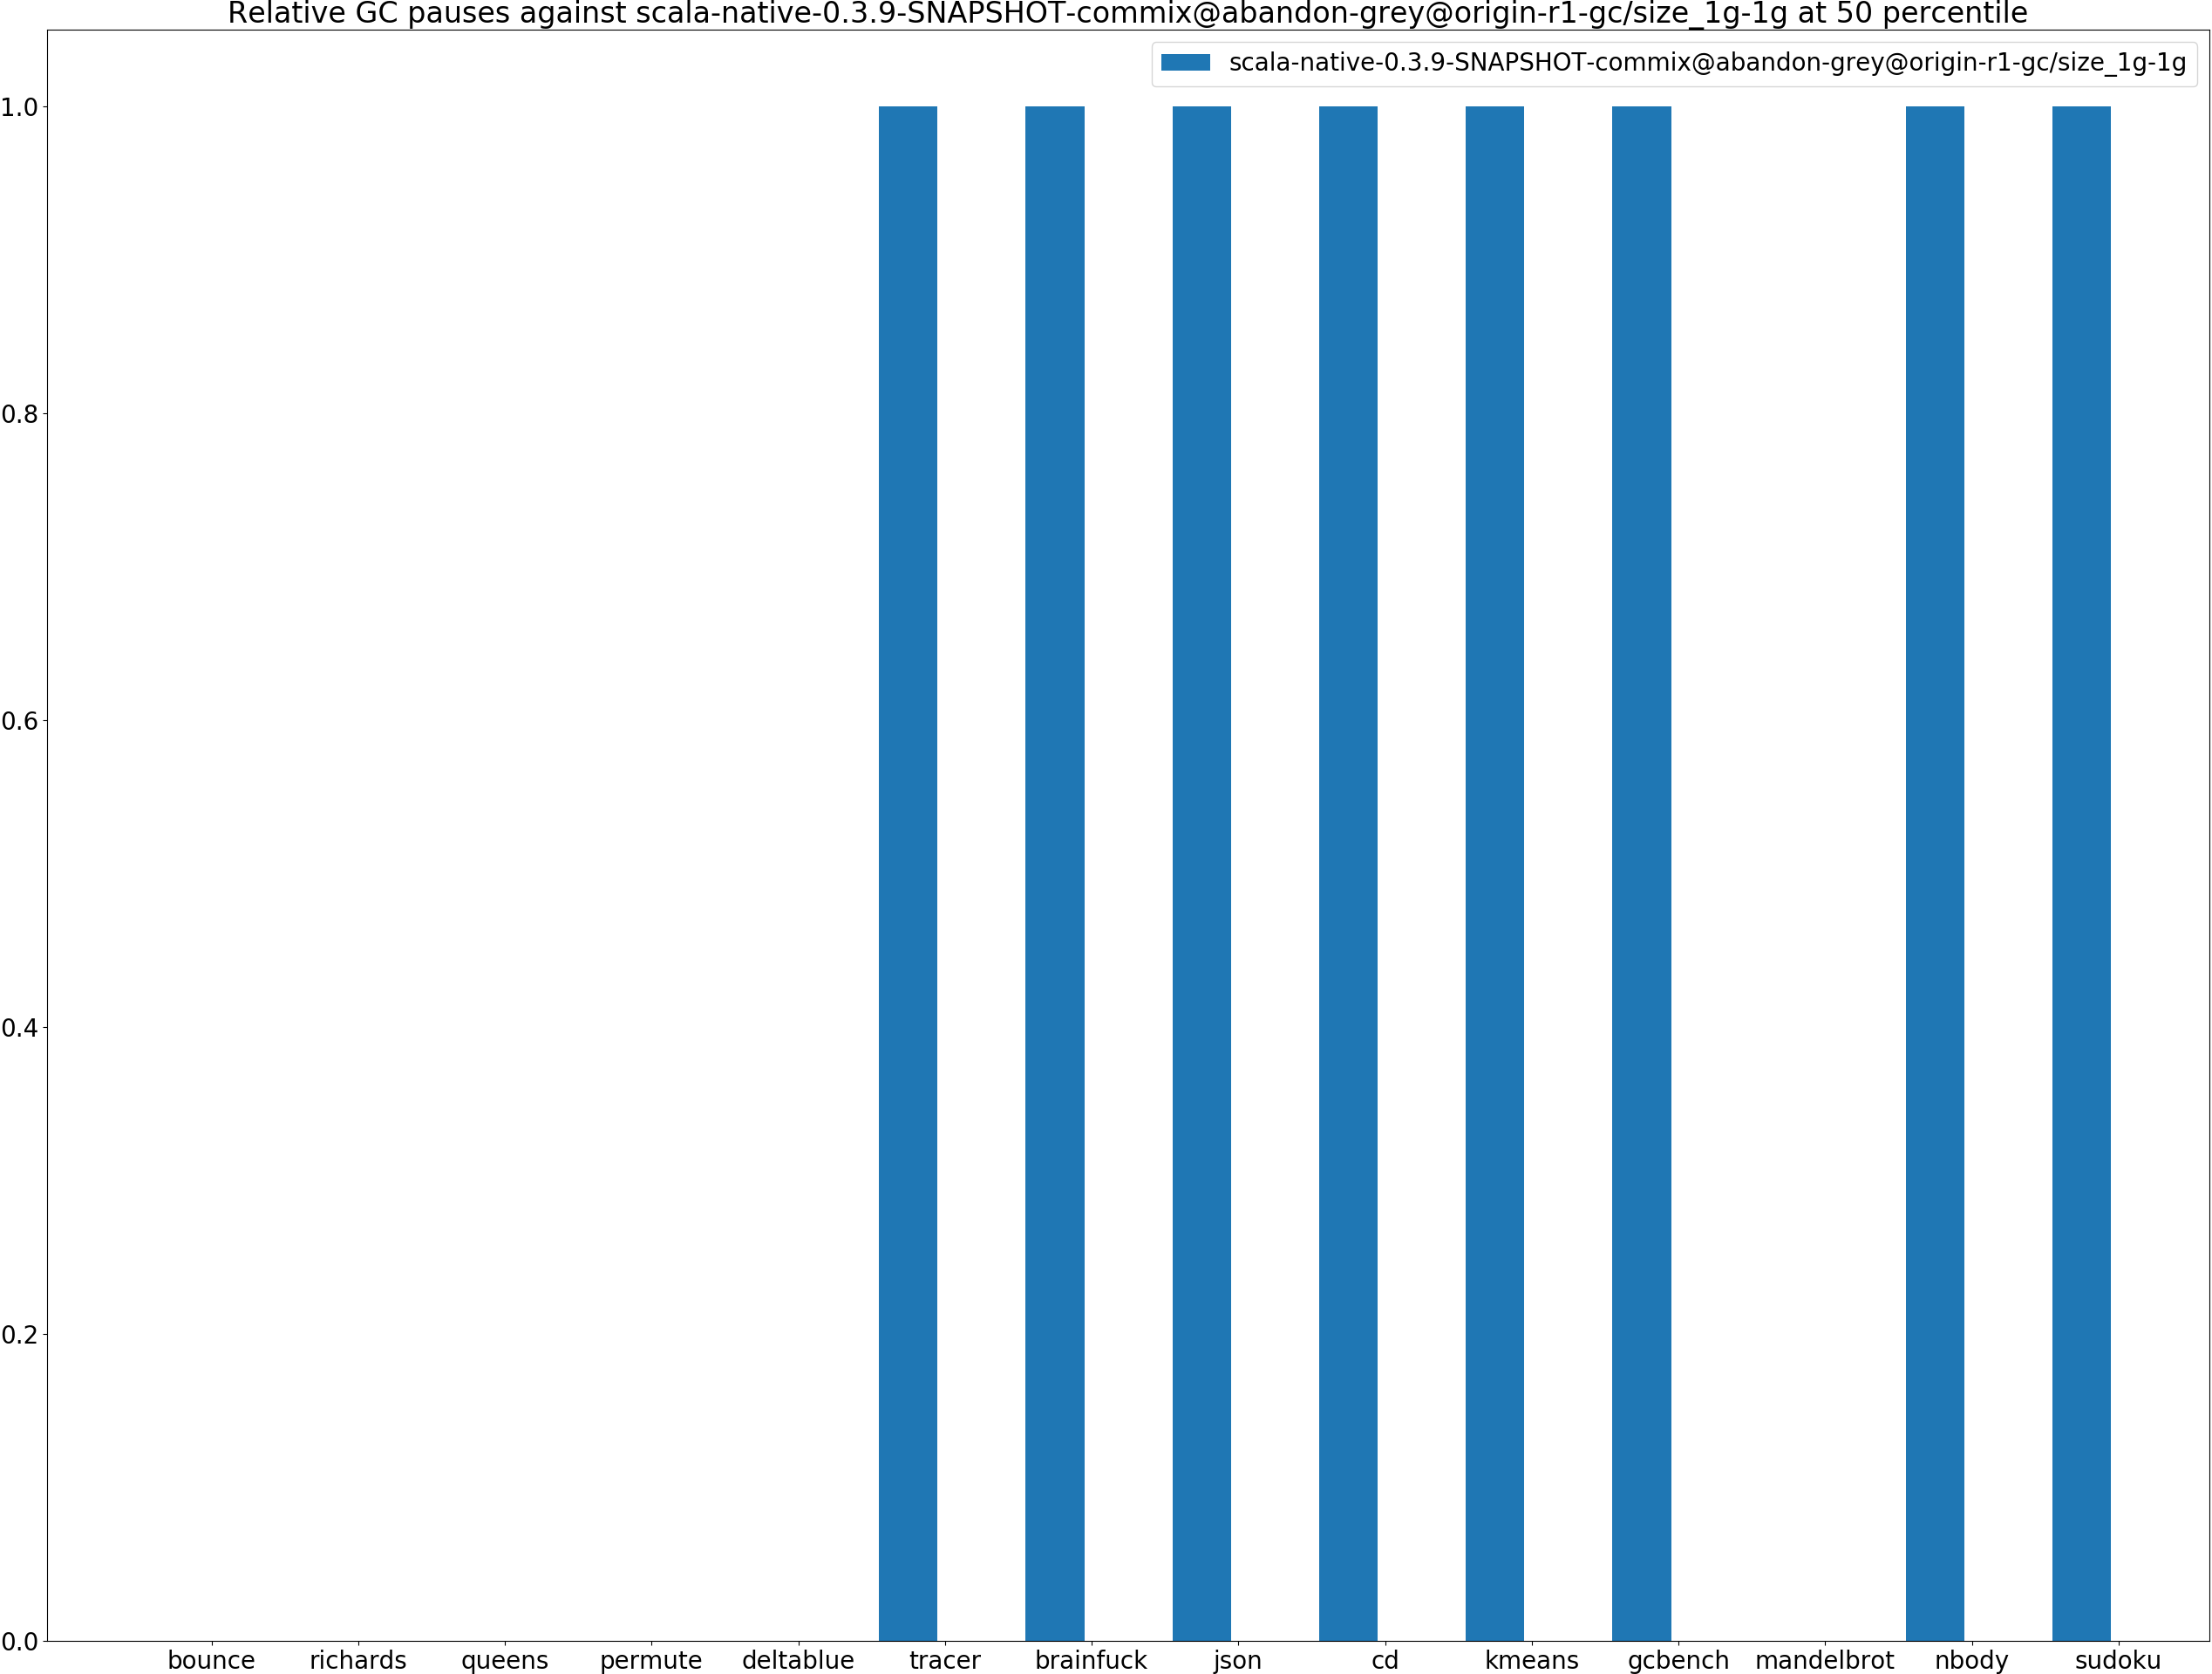 Relative GC pauses against scala-native-0.3.9-SNAPSHOT-commix@abandon-grey@origin-r1-gc/size_1g-1g at 50 percentile
scala-native-0.3.9-SNAPSHOT-commix@abandon-grey@origin-r1-gc/size_1g-1g
1.0
0.8
0.6
0.4
0.2
0.0
bounce richards queens permute deltablue tracer brainfuck json cd kmeans gcbench mandelbrot nbody sudoku